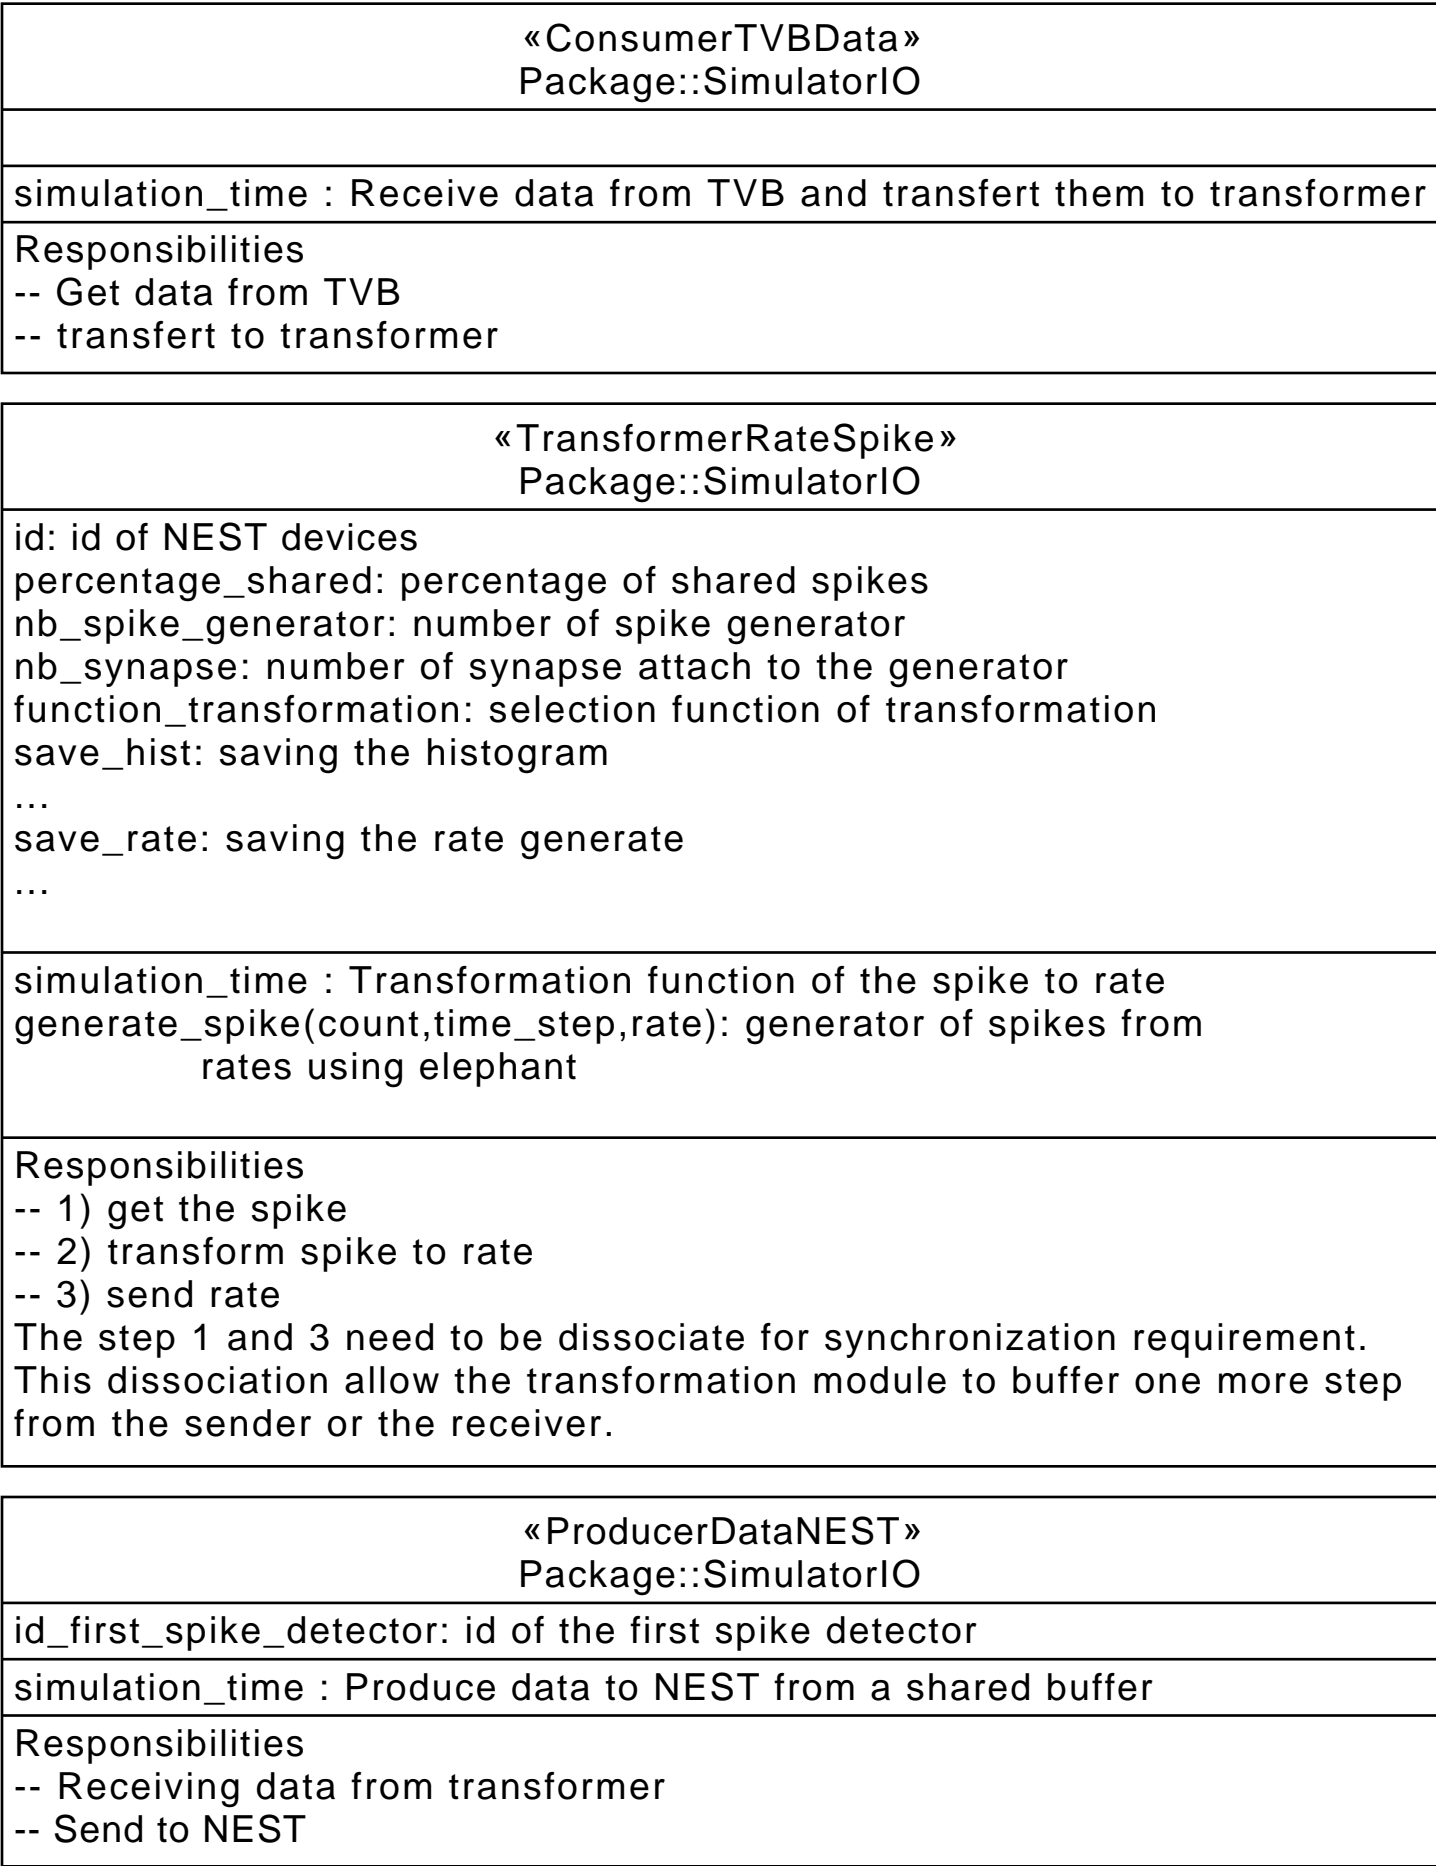 «ConsumerTVBData»
Package::SimulatorIO
simulation_time : Receive data from TVB and transfert them to transformer
Responsibilities
-- Get data from TVB
-- transfert to transformer
«TransformerRateSpike»
Package::SimulatorIO
id: id of NEST devices
percentage_shared: percentage of shared spikes
nb_spike_generator: number of spike generator
nb_synapse: number of synapse attach to the generator
function_transformation: selection function of transformation
save_hist: saving the histogram
...
save_rate: saving the rate generate
...
simulation_time : Transformation function of the spike to rate
generate_spike(count,time_step,rate): generator of spikes from
rates using elephant
Responsibilities
-- 1) get the spike
-- 2) transform spike to rate
-- 3) send rate
The step 1 and 3 need to be dissociate for synchronization requirement.
This dissociation allow the transformation module to buffer one more step
from the sender or the receiver.
«ProducerDataNEST»
Package::SimulatorIO
id_first_spike_detector: id of the first spike detector
simulation_time : Produce data to NEST from a shared buffer
Responsibilities
-- Receiving data from transformer
-- Send to NEST